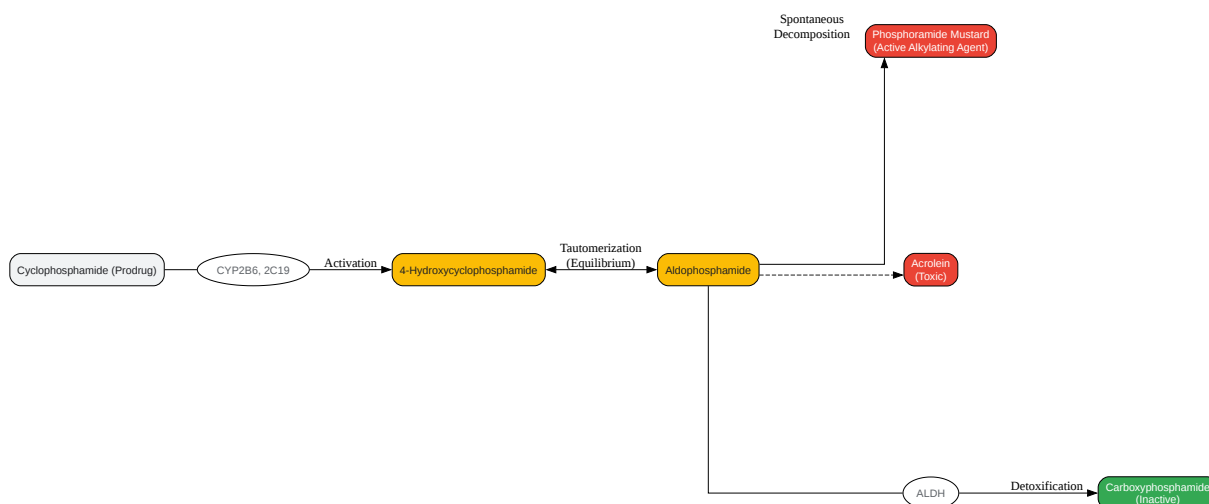 Spontaneous
Decomposition
Phosphoramide Mustard
(Active Alkylating Agent)
Cyclophosphamide (Prodrug)
CYP2B6, 2C19
Activation
4-Hydroxycyclophosphamide
Tautomerization
(Equilibrium)
Aldophosphamide
Acrolein
(Toxic)
ALDH
Detoxification
Carboxyphosphamide
(Inactive)